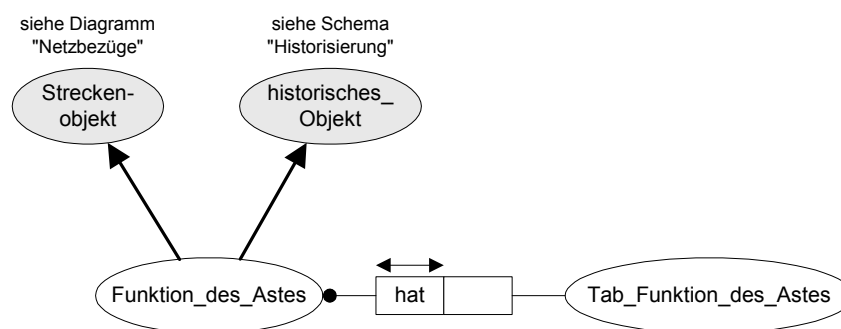 siehe Diagramm
"Netzbezüge"
siehe Schema
"Historisierung"
Strecken-
objekt
historisches_
Objekt
Funktion_des_Astes
hat
Tab_Funktion_des_Astes